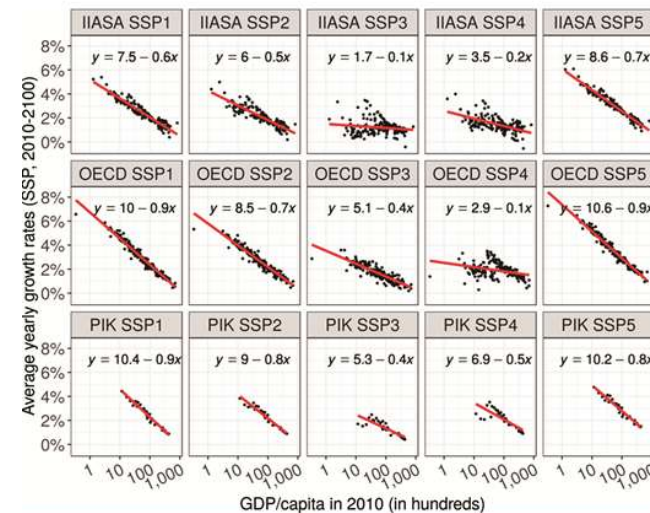 IIASA SSP1 IIASA SSP2 IIASA SSP3 IIASA SSP4 IIASA SSP5
8% y = 7.5 − 0.6x y = 6 − 0.5x y = 1.7 − 0.1x y = 3.5 − 0.2x y = 8.6 − 0.7x
6%
4%
2%
0%
OECD SSP1 OECD SSP2 OECD SSP3 OECD SSP4 OECD SSP5
8% y = 10 − 0.9x y = 8.5 − 0.7x y = 5.1 − 0.4x y = 2.9 − 0.1x y = 10.6 − 0.9x
6%
4%
2%
0%
PIK SSP1 PIK SSP2 PIK SSP3 PIK SSP4 PIK SSP5
8% y = 10.4 − 0.9x y = 9 − 0.8x y = 5.3 − 0.4x y = 6.9 − 0.5x y = 10.2 − 0.8x
6%
4%
2%
0%
1 10 100 1,000 1 10 100 1,000 1 10 100 1,000 1 10 100 1,000 1 10 100 1,000
GDP/capita in 2010 (in hundreds)
Average yearly growth rates (SSP, 2010-2100)